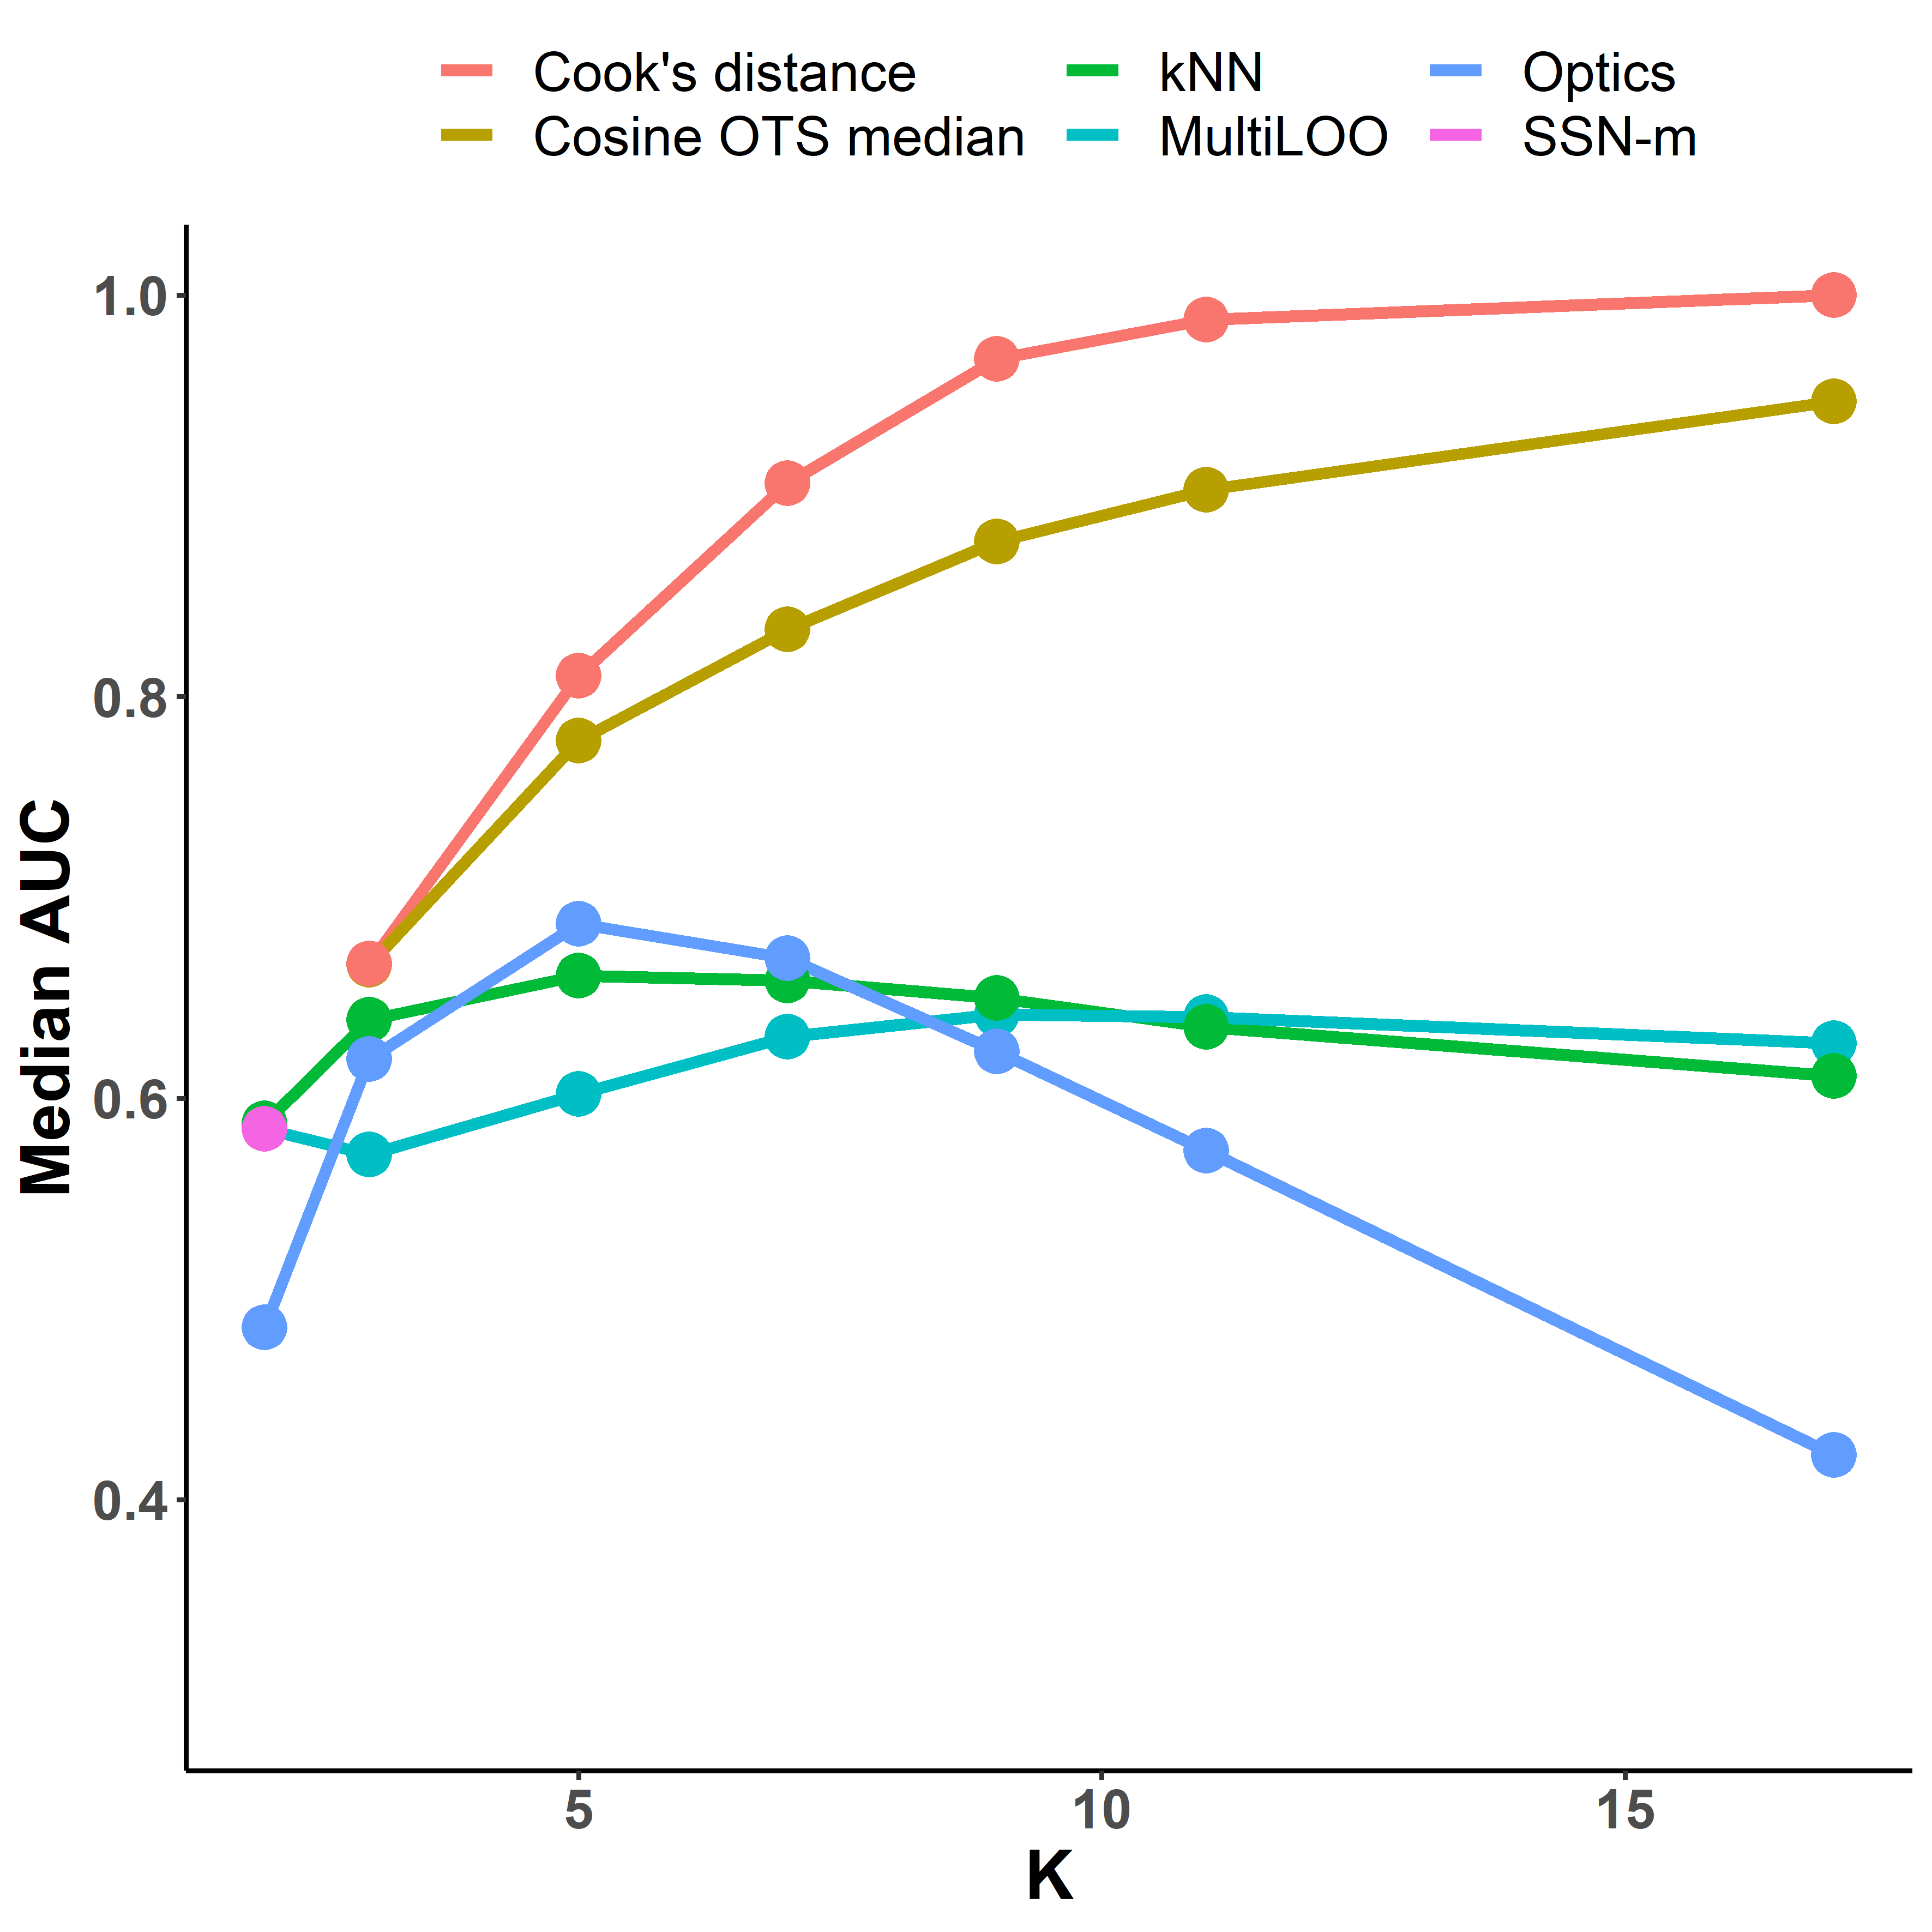 Cook's distance kNN Optics
Cosine OTS median MultiLOO SSN-m
1.0
0.8
0.6
0.4
Median AUC
5 10 15
K